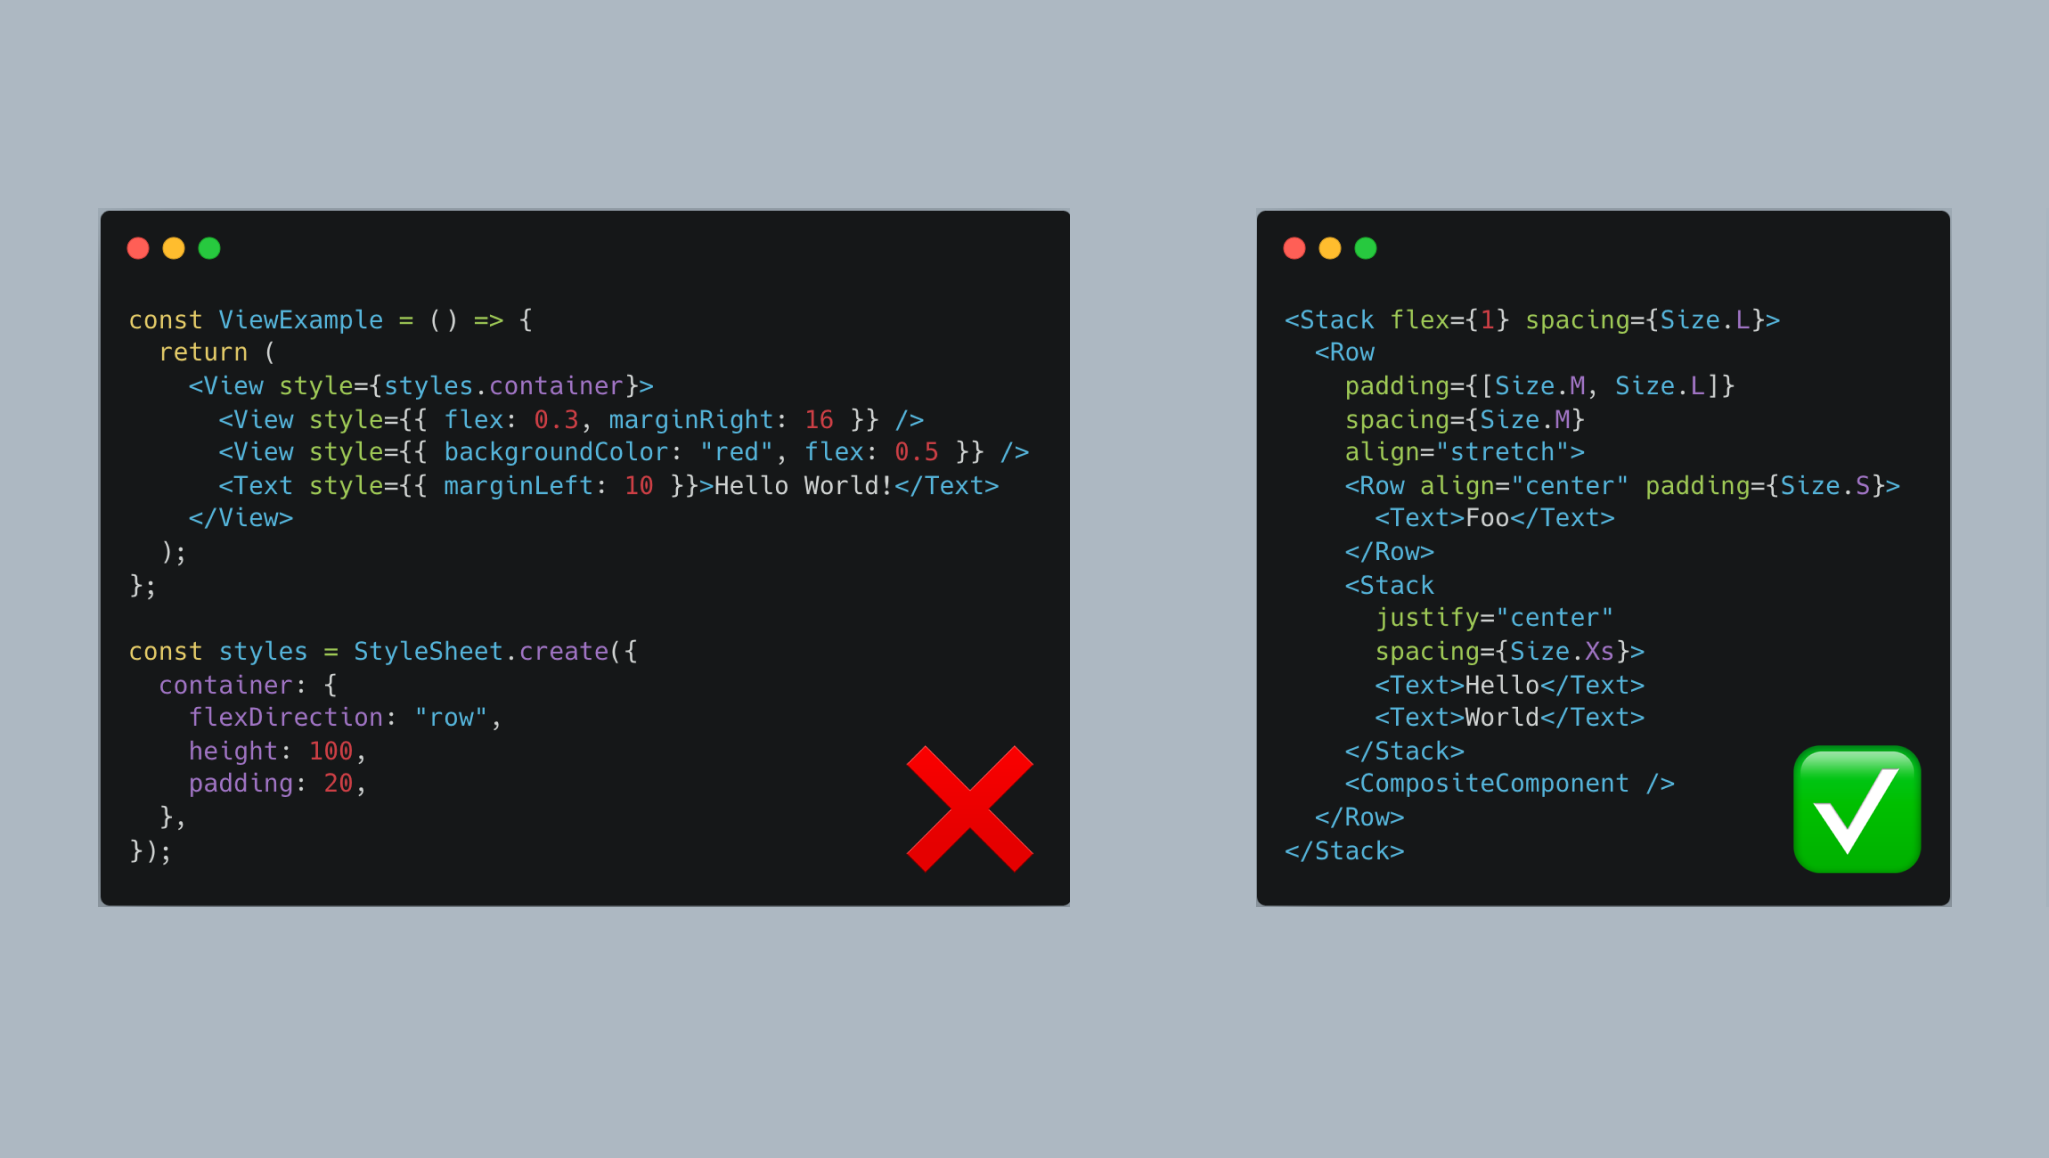 const ViewExample = () => {
  return (
    <View style={styles.container}>
      <View style={{ flex: 0.3, marginRight: 16 }} />
      <View style={{ backgroundColor: "red", flex: 0.5 }} />
      <Text style={{ marginLeft: 10 }}>Hello World!</Text>
    </View>
  );
};

const styles = StyleSheet.create({
  container: {
    flexDirection: "row",
    height: 100,
    padding: 20,
  },
});

<Stack flex={1} spacing={Size.L}>
  <Row
    padding={[Size.M, Size.L]}
    spacing={Size.M}
    align="stretch">
    <Row align="center" padding={Size.S}>
      <Text>Foo</Text>
    </Row>
    <Stack
      justify="center"
      spacing={Size.Xs}>
      <Text>Hello</Text>
      <Text>World</Text>
    </Stack>
    <CompositeComponent />
  </Row>
</Stack>